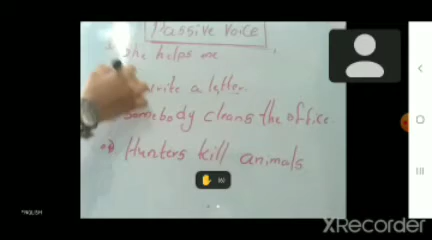 Passive Voice
She helps me
write a letter.
Somebody cleans the office.
Hunters kill animals
XRecorder